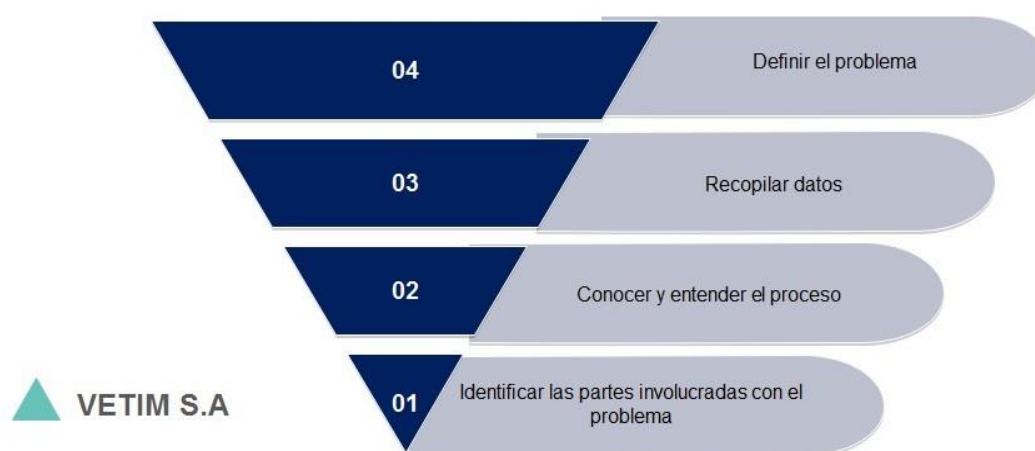 04
Definir el problema
03
Recopilar datos
02
Conocer y entender el proceso
01
Identificar las partes involucradas con el
problema
VETIM S.A